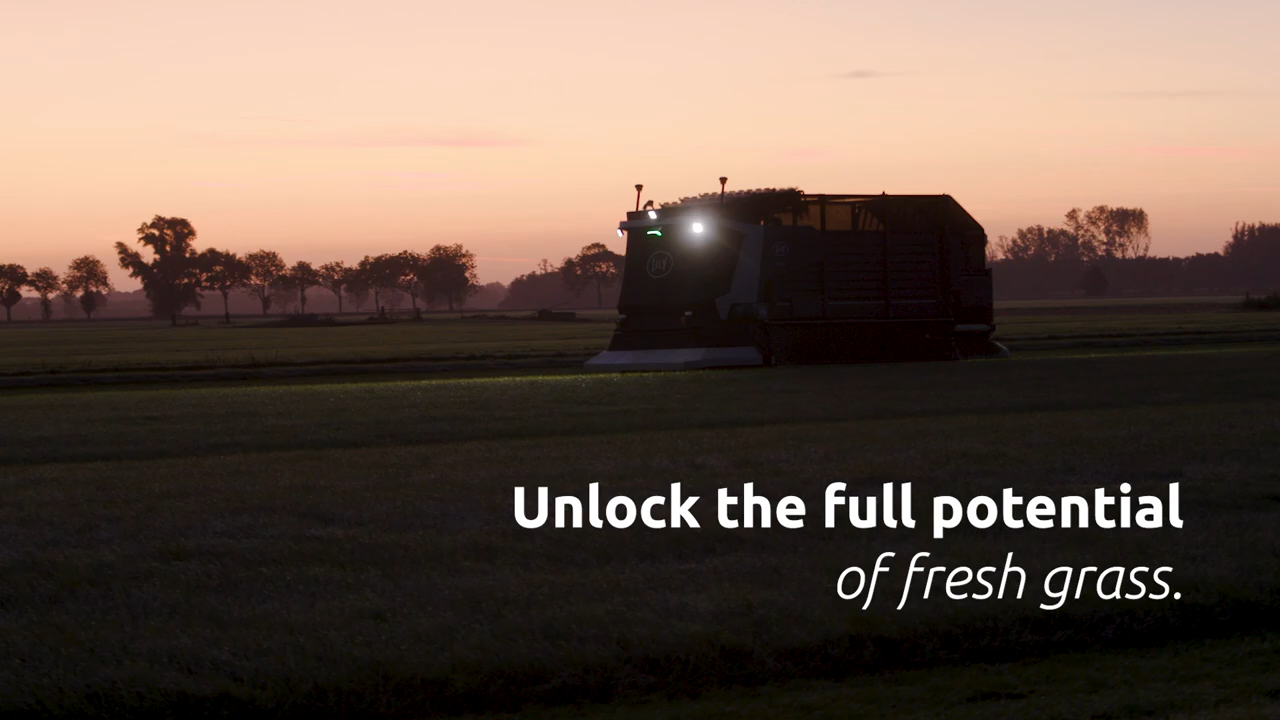 Unlock the full potential
of fresh grass.